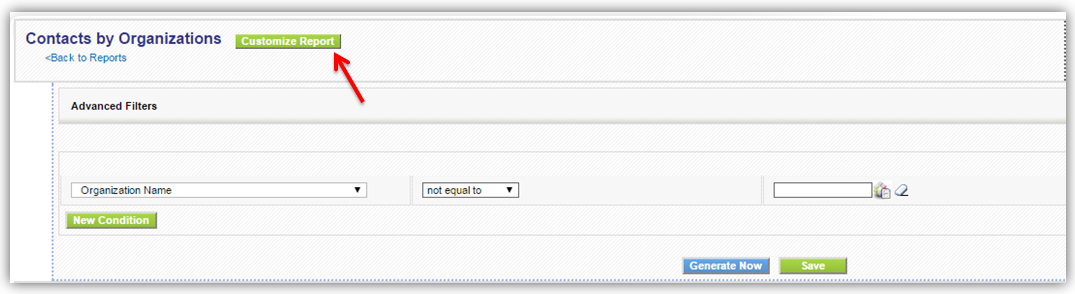 Contacts by Organizations Customize Report
<Back to Reports
Advanced Filters
Organization Name not equal to
New Condition
Generate Now Save